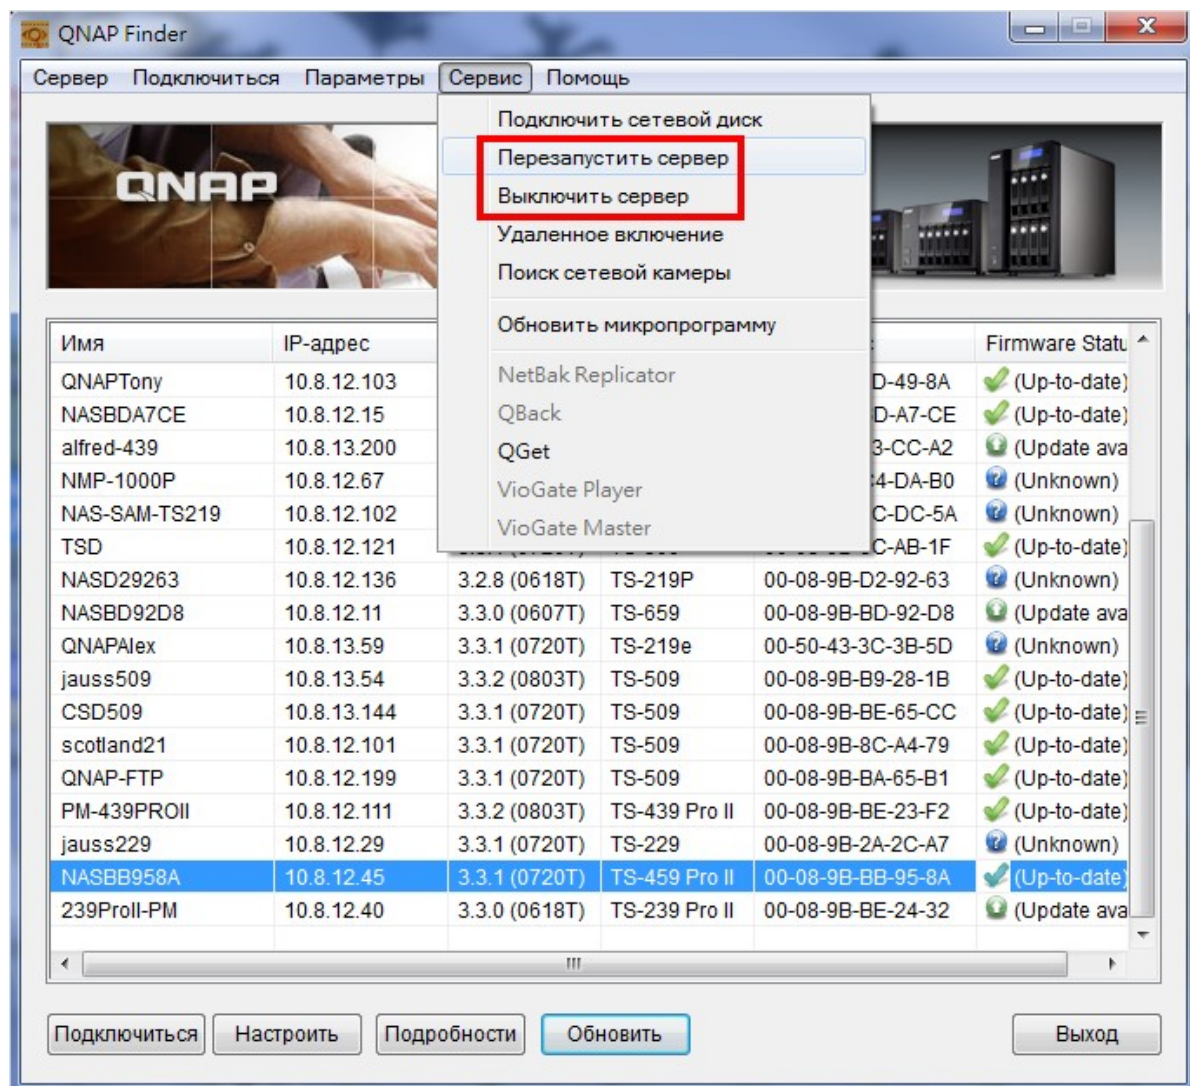 QNAP Finder
Сервер Подключиться Параметры Сервис Помощь
QNAP
Подключить сетевой диск
Перезапустить сервер
Выключить сервер
Удаленное включение
Поиск сетевой камеры
Обновить микропрограмму
NetBak Replicator
QBack
QGet
VioGate Player
VioGate Master
Имя IP-адрес Firmware Statu
QNAPTony 10.8.12.103 D-49-8A (Up-to-date)
NASBDA7CE 10.8.12.15 D-A7-CE (Up-to-date)
alfred-439 10.8.13.200 3-CC-A2 (Update ava
NMP-1000P 10.8.12.67 4-DA-B0 (Unknown)
NAS-SAM-TS219 10.8.12.102 C-DC-5A (Unknown)
TSD 10.8.12.121 C-AB-1F (Up-to-date)
NASD29263 10.8.12.136 3.2.8 (0618T) TS-219P 00-08-9B-D2-92-63 (Unknown)
NASBD92D8 10.8.12.11 3.3.0 (0607T) TS-659 00-08-9B-BD-92-D8 (Update ava
QNAPAlex 10.8.13.59 3.3.1 (0720T) TS-219e 00-50-43-3C-3B-5D (Unknown)
jauss509 10.8.13.54 3.3.2 (0803T) TS-509 00-08-9B-B9-28-1B (Up-to-date)
CSD509 10.8.13.144 3.3.1 (0720T) TS-509 00-08-9B-BE-65-CC (Up-to-date)
scotland21 10.8.12.101 3.3.1 (0720T) TS-509 00-08-9B-8C-A4-79 (Up-to-date)
QNAP-FTP 10.8.12.199 3.3.1 (0720T) TS-509 00-08-9B-BA-65-B1 (Up-to-date)
PM-439PROII 10.8.12.111 3.3.2 (0803T) TS-439 Pro II 00-08-9B-BE-23-F2 (Up-to-date)
jauss229 10.8.12.29 3.3.1 (0720T) TS-229 00-08-9B-2A-2C-A7 (Unknown)
NASBB958A 10.8.12.45 3.3.1 (0720T) TS-459 Pro II 00-08-9B-BB-95-8A (Up-to-date)
239ProII-PM 10.8.12.40 3.3.0 (0618T) TS-239 Pro II 00-08-9B-BE-24-32 (Update ava
Подключиться Настроить Подробности Обновить Выход